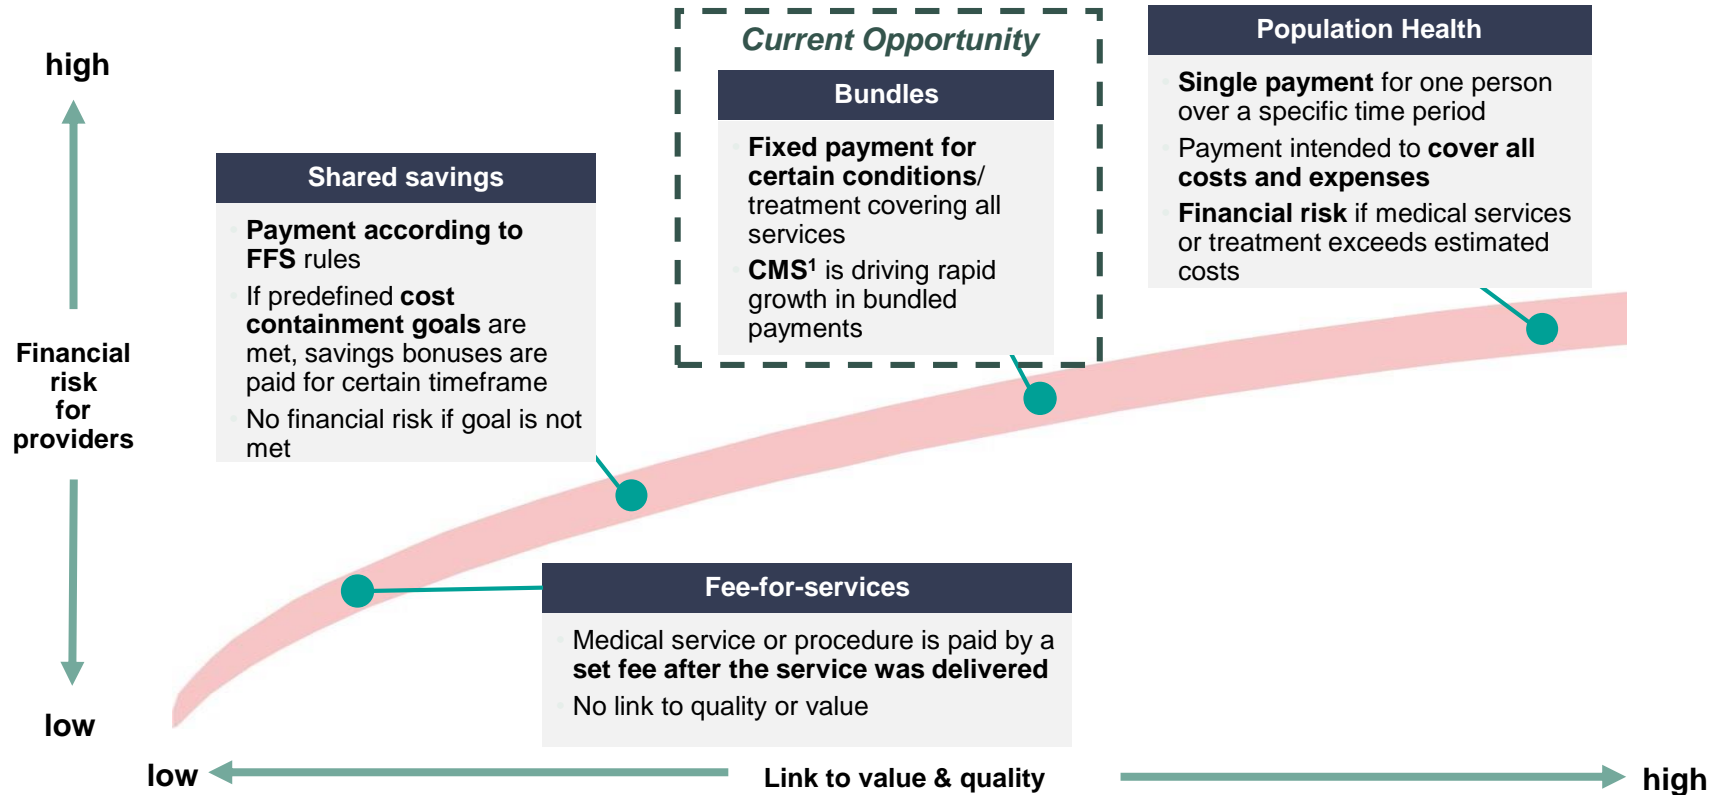 high
Financial
risk
for
providers
low
Shared savings
Payment according to
FFS rules
If predefined cost
containment goals are
met, savings bonuses are
paid for certain timeframe
No financial risk if goal is not
met
Current Opportunity
Bundles
Fixed payment for
certain conditions/
treatment covering all
services
CMS¹ is driving rapid
growth in bundled
payments
Population Health
Single payment for one person
over a specific time period
Payment intended to cover all
costs and expenses
Financial risk if medical services
or treatment exceeds estimated
costs
Fee-for-services
Medical service or procedure is paid by a
set fee after the service was delivered
No link to quality or value
low
Link to value & quality
high